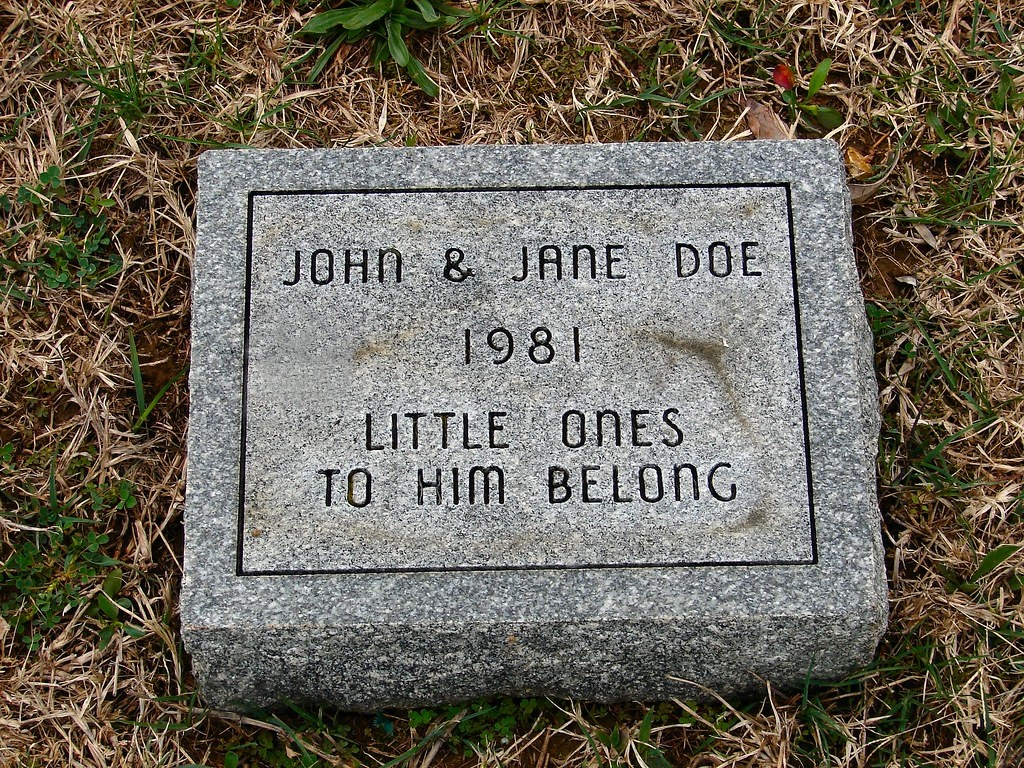 JOHN & JANE DOE
1981
LITTLE ONES
TO HIM BELONG